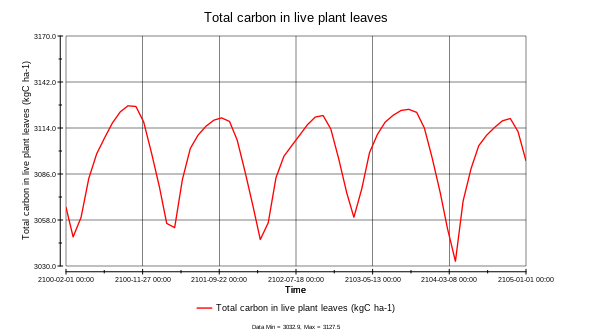 Total carbon in live plant leaves
Total carbon in live plant leaves (kgC ha-1)
3170.0
3142.0
3114.0
3086.0
3058.0
3030.0
2100-02-01 00:00 2100-11-27 00:00 2101-09-22 00:00 2102-07-18 00:00 2103-05-13 00:00 2104-03-08 00:00 2105-01-01 00:00
Time
Total carbon in live plant leaves (kgC ha-1)
Data Min = 3032.9, Max = 3127.5